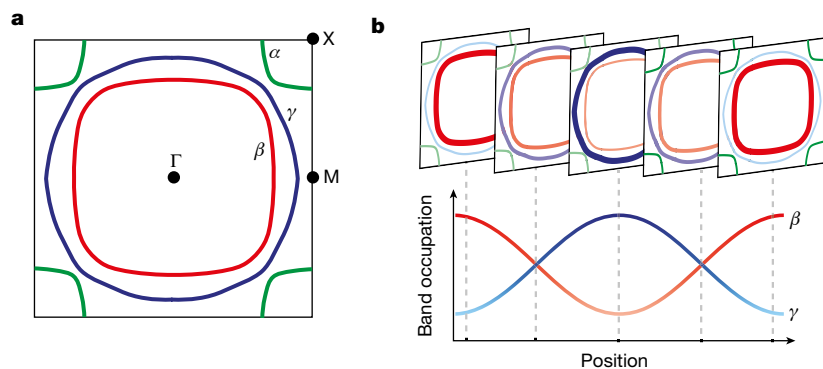 a
X
α
γ
β
Γ
M
b
Band occupation
β
γ
Position